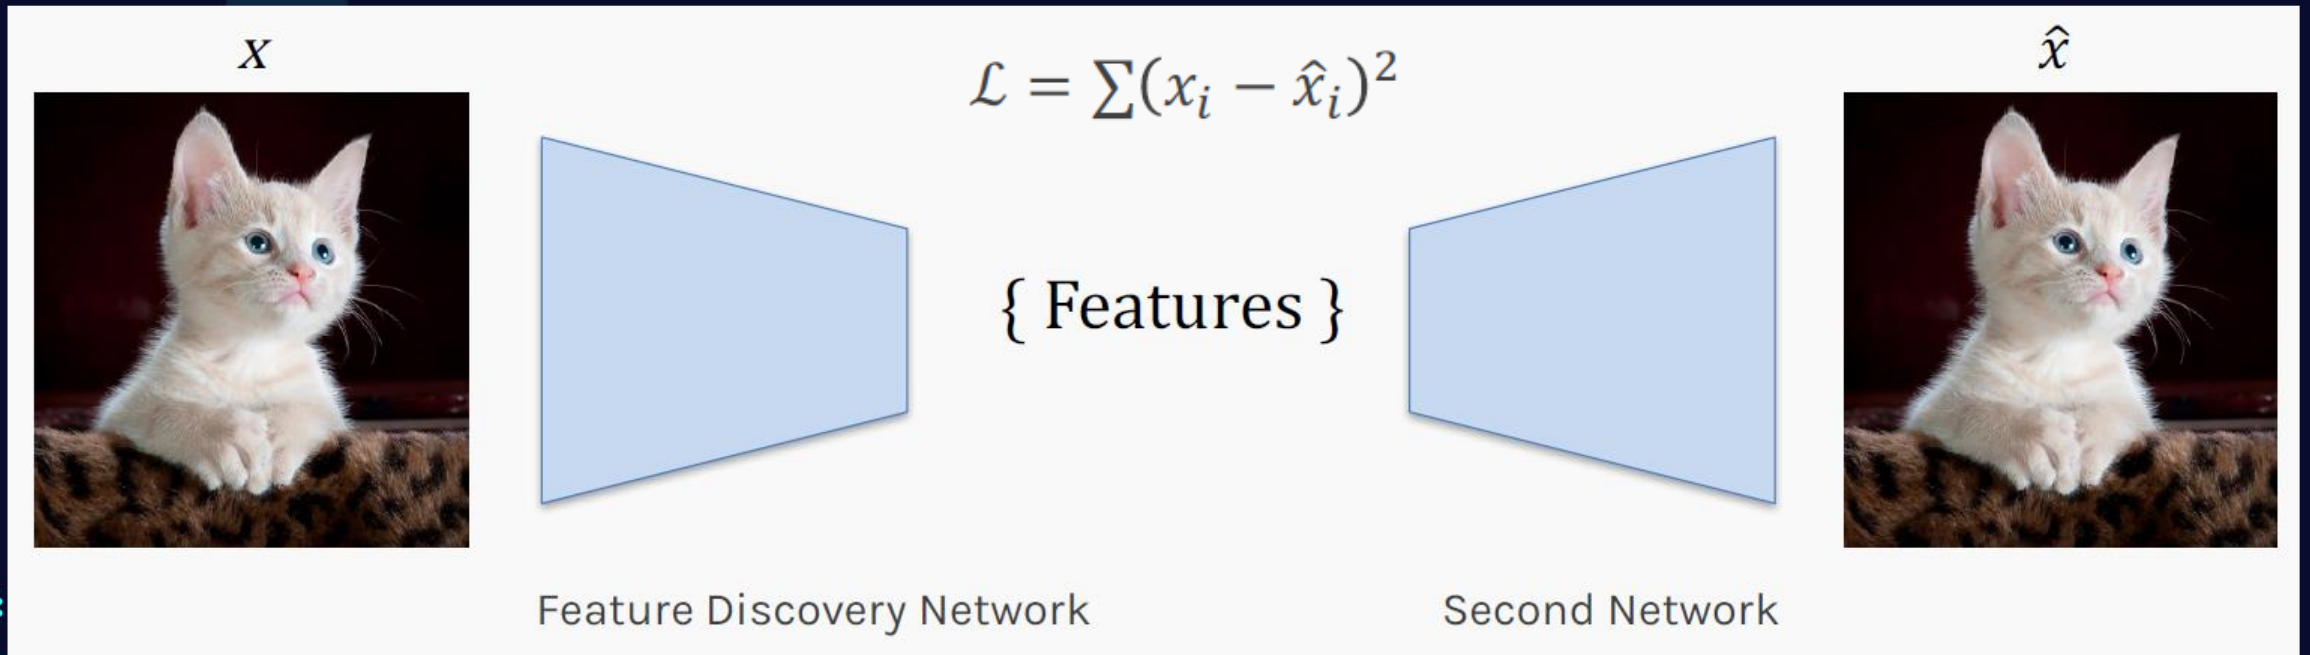 x
ℒ = ∑(xᵢ − x̂ᵢ)²
x̂
{ Features }
Feature Discovery Network
Second Network